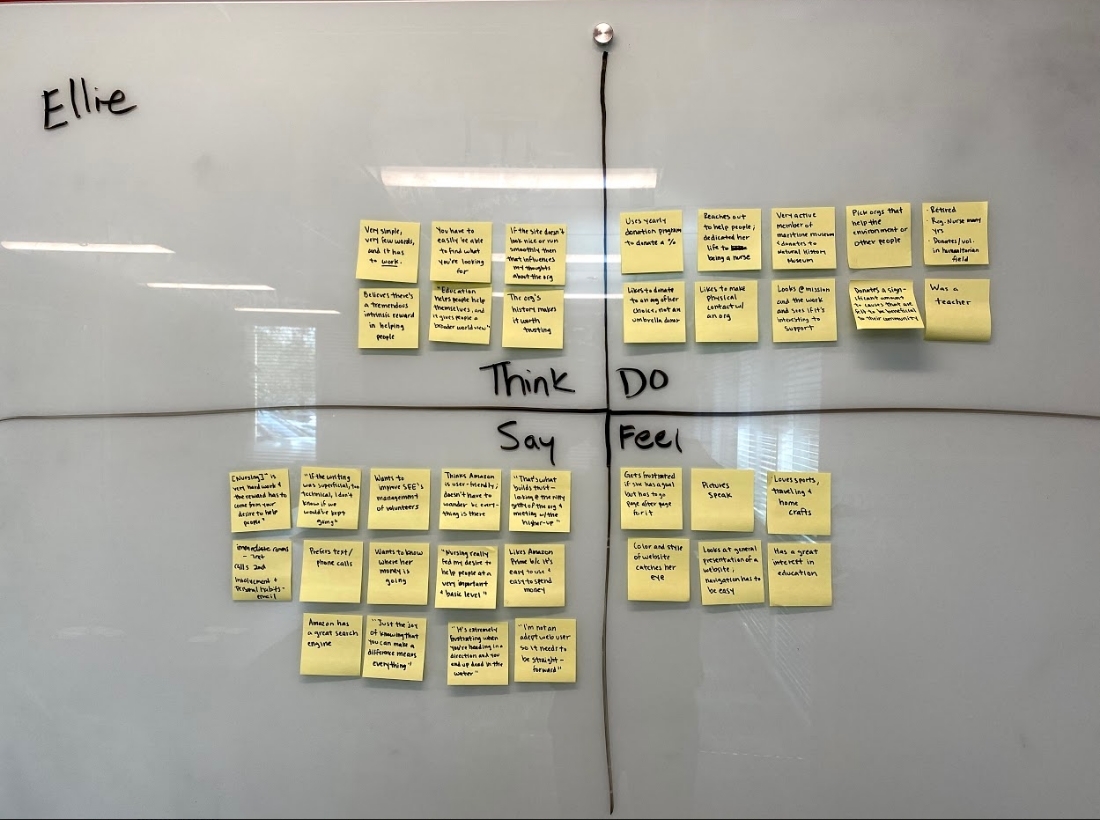 Ellie
Very simple,
very few words,
and it has
to work.
You have to
easily be able
to find what
you're looking
for
If the site doesn't
look nice or run
smoothly then
that influences
my thoughts
about the org
Believes there's
a tremendous
intrinsic reward
in helping
people
"Education
helps people help
themselves, and
it gives people a
broader world view"
The org's
history makes
it worth
trusting
Think
Uses yearly
donation program
to donate a %
Reaches out
to help people,
dedicated her
life to
being a nurse
Very active
member of
maritime museum
& donates to
Natural History
Museum
Pick orgs that
help the
environment or
other people
- Retired
- Reg. Nurse many
yrs
- Donates/vol.
in humanitarian
field
Likes to donate
to an org of her
choice, not an
umbrella donor
Likes to make
physical
contact w/
an org
Looks @ mission
and the work
and sees if it's
interesting to
support
Donates a sign-
ificant amount
to causes that are
felt to be beneficial
to their community
Was a
teacher
DO
Say
[Nursing] "is
very hard work &
the reward has to
come from your
desire to help
people"
"If the writing
was superficial, too
technical, I don't
know if we
would've kept
going"
Wants to
improve SEE's
management
of volunteers
Thinks Amazon
is user-friendly,
doesn't have to
wander bc every-
thing is there
"That's what
builds trust -
looking @ the nitty
gritty of the org &
meeting w/ the
higher-up"
immediate needs
calls 2nd
involvement &
personal habits
email
Prefers text/
phone calls
Wants to know
where her
money is
going
"Nursing really
fed my desire to
help people at a
very important
& basic level"
Likes Amazon
Prime b/c it's
easy to use &
easy to spend
money
Amazon has
a great search
engine
"Just the joy
of knowing that
you can make a
difference means
everything"
"It's extremely
frustrating when
you're heading in a
direction and you
end up dead in the
water"
"I'm not an
adept web user
so it needs to
be straight-
forward"
Feel
Gets frustrated
if she has a goal
but has to go
page after page
for it
Pictures
speak
Loves sports,
traveling &
home
crafts
Color and style
of website
catches her
eye
Looks at general
presentation of a
website,
navigation has to
be easy
Has a great
interest in
education